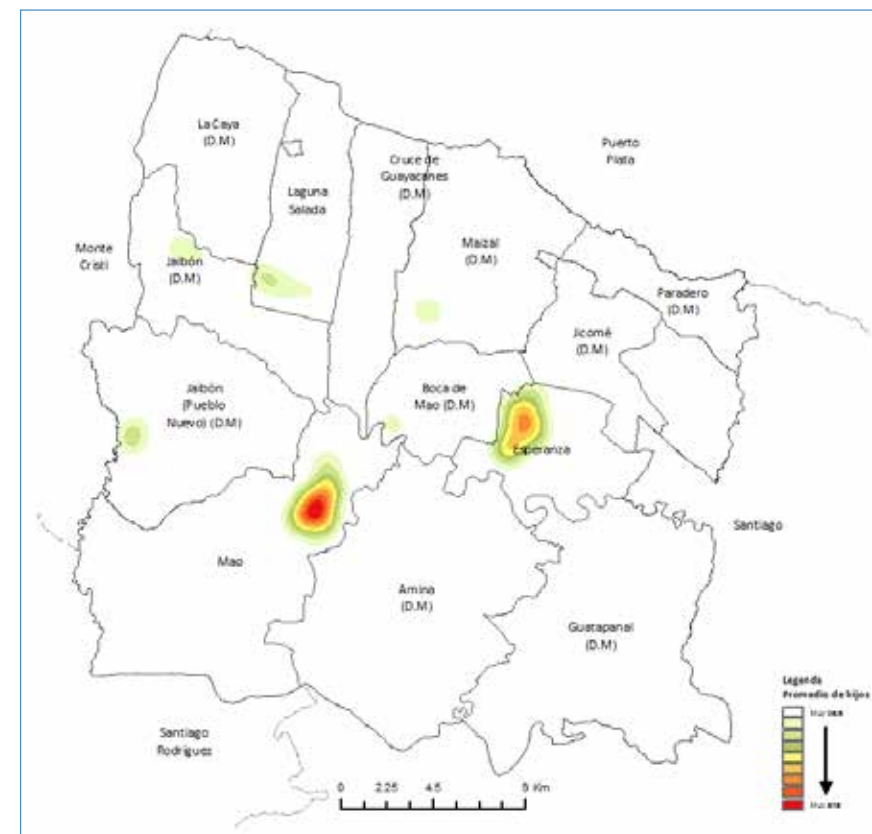 La Caya
(D.M)
Puerto
Plata
Cruce de
Guayacanes
(D.M)
Laguna
Salada
Monte
Cristi
Jaibón
(D.M)
Maizal
(D.M)
Paradero
(D.M)
Jicomé
(D.M)
Jaibón
(Pueblo
Nuevo) (D.M)
Boca de
Mao (D.M)
Esperanza
Santiago
Mao
Amina
(D.M)
Guatapanal
(D.M)
Santiago
Rodríguez
Legenda
Promedio de hijos
0 2.25 4.5 9 Km